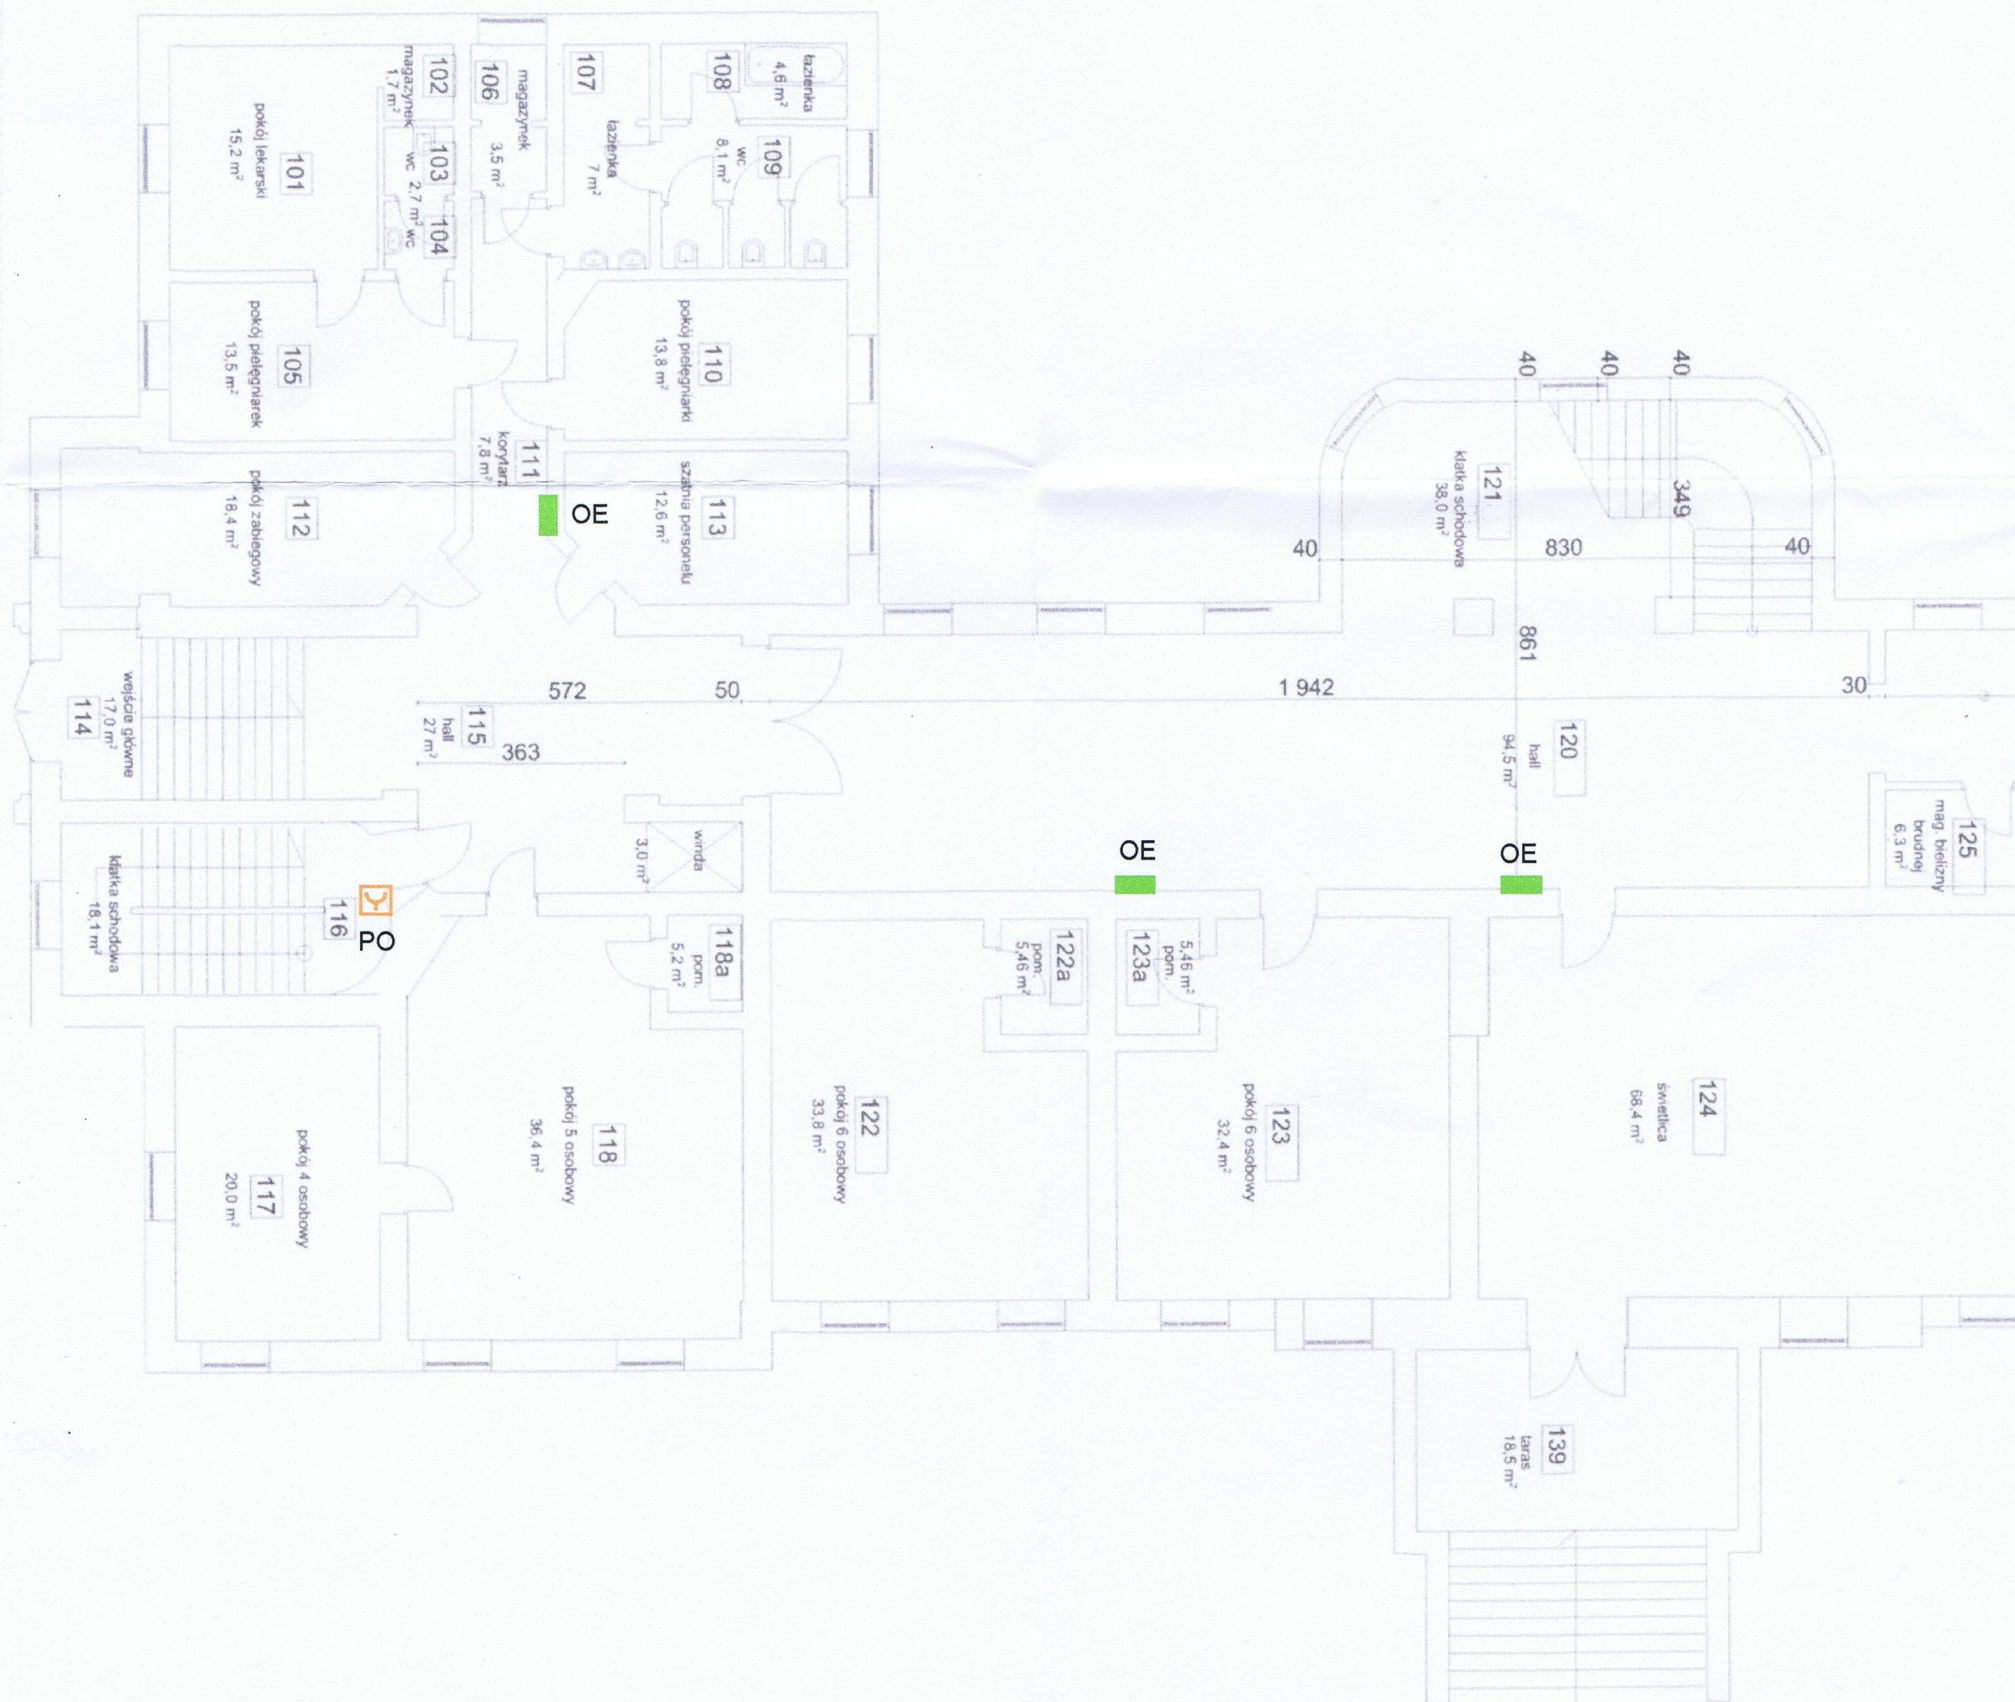 102
magazynek
1,7 m²
106
magazynek
3,5 m²
107
łazienka
7 m²
108
łazienka
4,6 m²
109
wc
8,1 m²
101
pokój lekarski
15,2 m²
103
wc 2,7 m² wc
104
105
pokój pielęgniarek
13,5 m²
110
pokój pielęgniarki
13,8 m²
111
korytarz
7,8 m²
112
pokój zabiegowy
18,4 m²
OE
113
szatnia personelu
12,6 m²
40
40
40
121
klatka schodowa
38,0 m²
349
40
830
40
861
114
wejście główne
17,0 m²
572
50
1 942
30
115
hall
27 m²
363
120
hall
94,5 m²
125
mag. bielizny
brudnej
6,3 m²
winda
3,0 m²
OE
OE
116
klatka schodowa
18,1 m²
PO
118a
pom.
5,2 m²
122a
pom.
5,46 m²
123a
5,46 m²
pom.
117
pokój 4 osobowy
20,0 m²
118
pokój 5 osobowy
36,4 m²
122
pokój 6 osobowy
33,8 m²
123
pokój 6 osobowy
32,4 m²
124
świetlica
68,4 m²
139
taras
18,5 m²